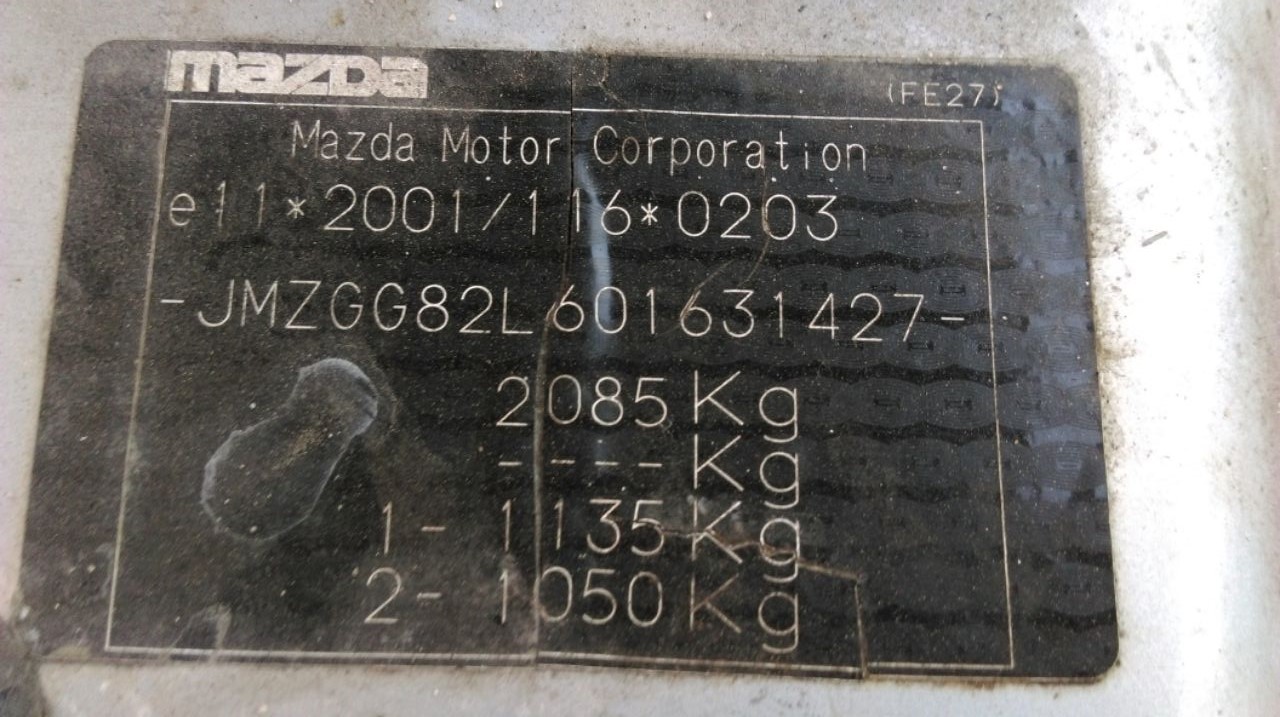 mazda
(FE27)
Mazda Motor Corporation
e11*2001/116*0203
-JMZGG82L601631427-
2085Kg
----Kg
1- 1135Kg
2- 1050Kg